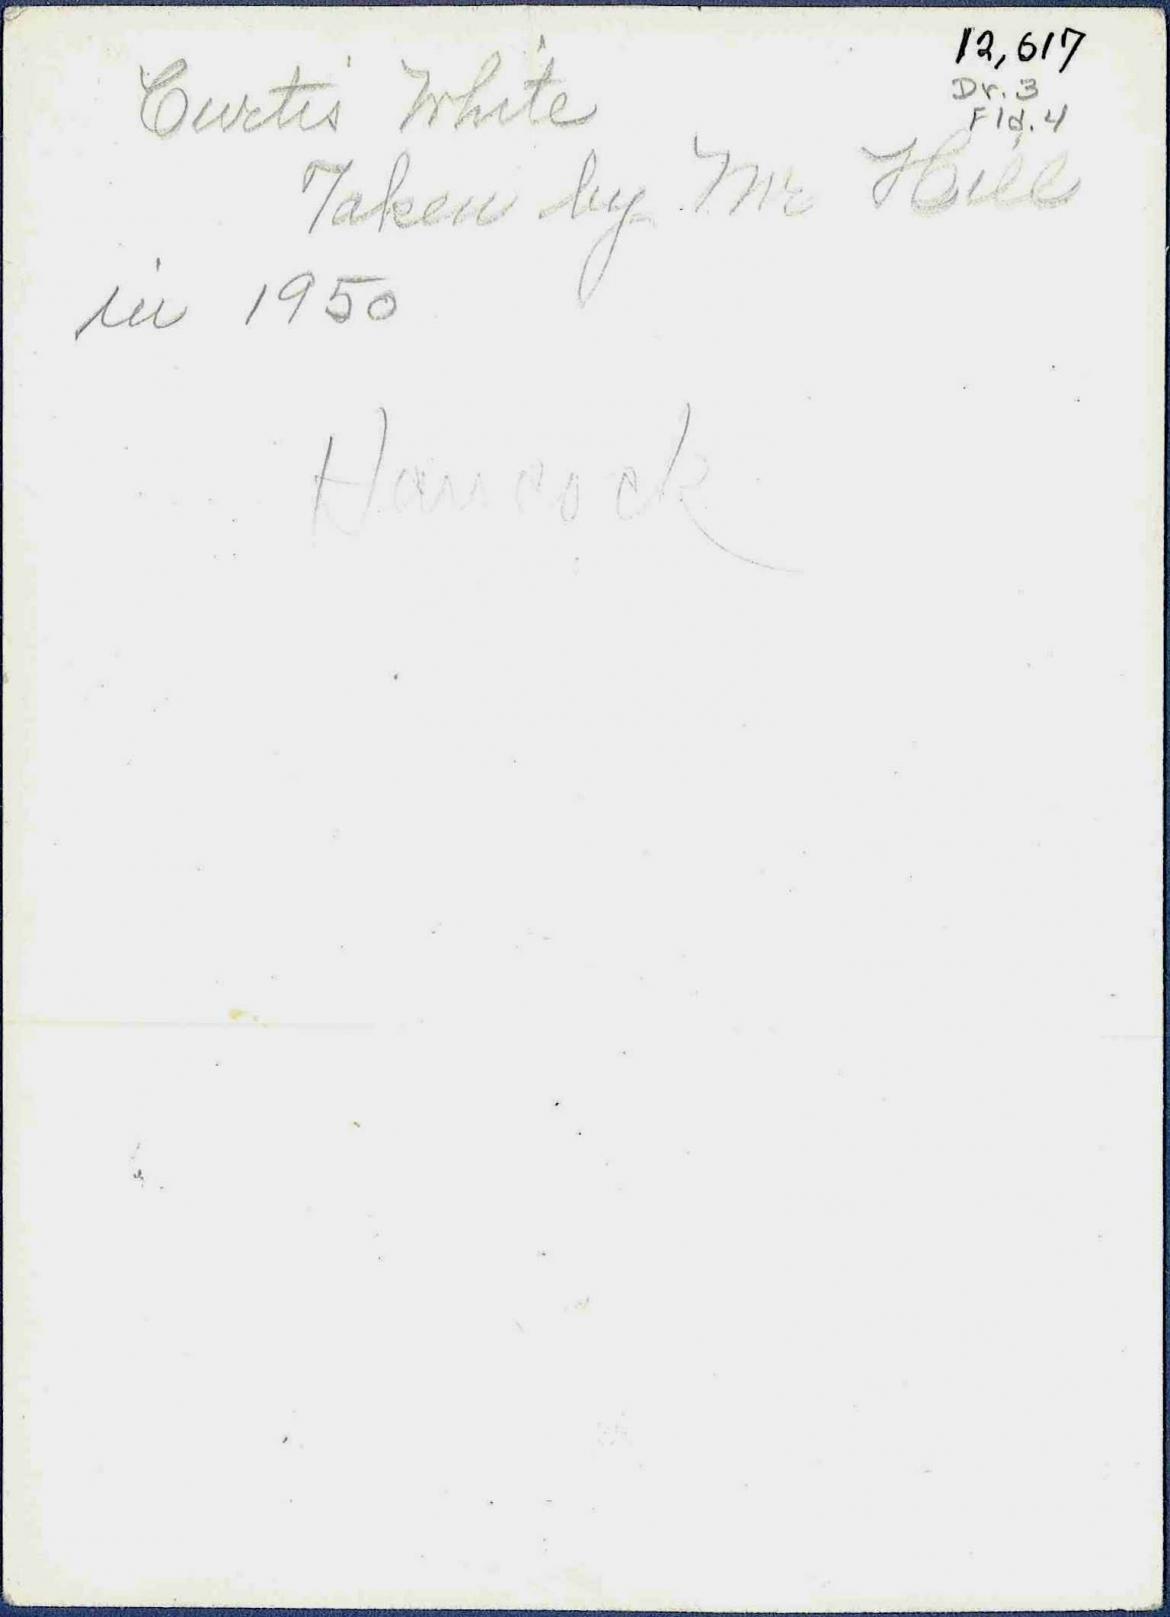 12,617
Dr. 3
Fld. 4
Curtis White
Taken by Mr Hill
in 1950
Hancock